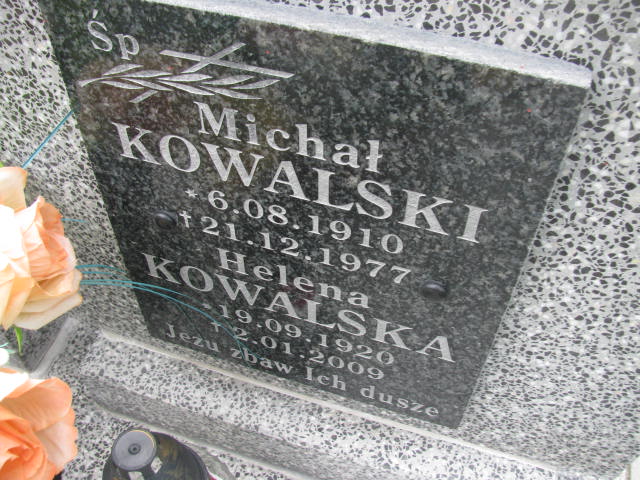 Śp
Michał
KOWALSKI
* 6.08.1910
† 21.12.1977
Helena
KOWALSKA
* 19.09.1920
† 2.01.2009
Jezu zbaw Ich dusze